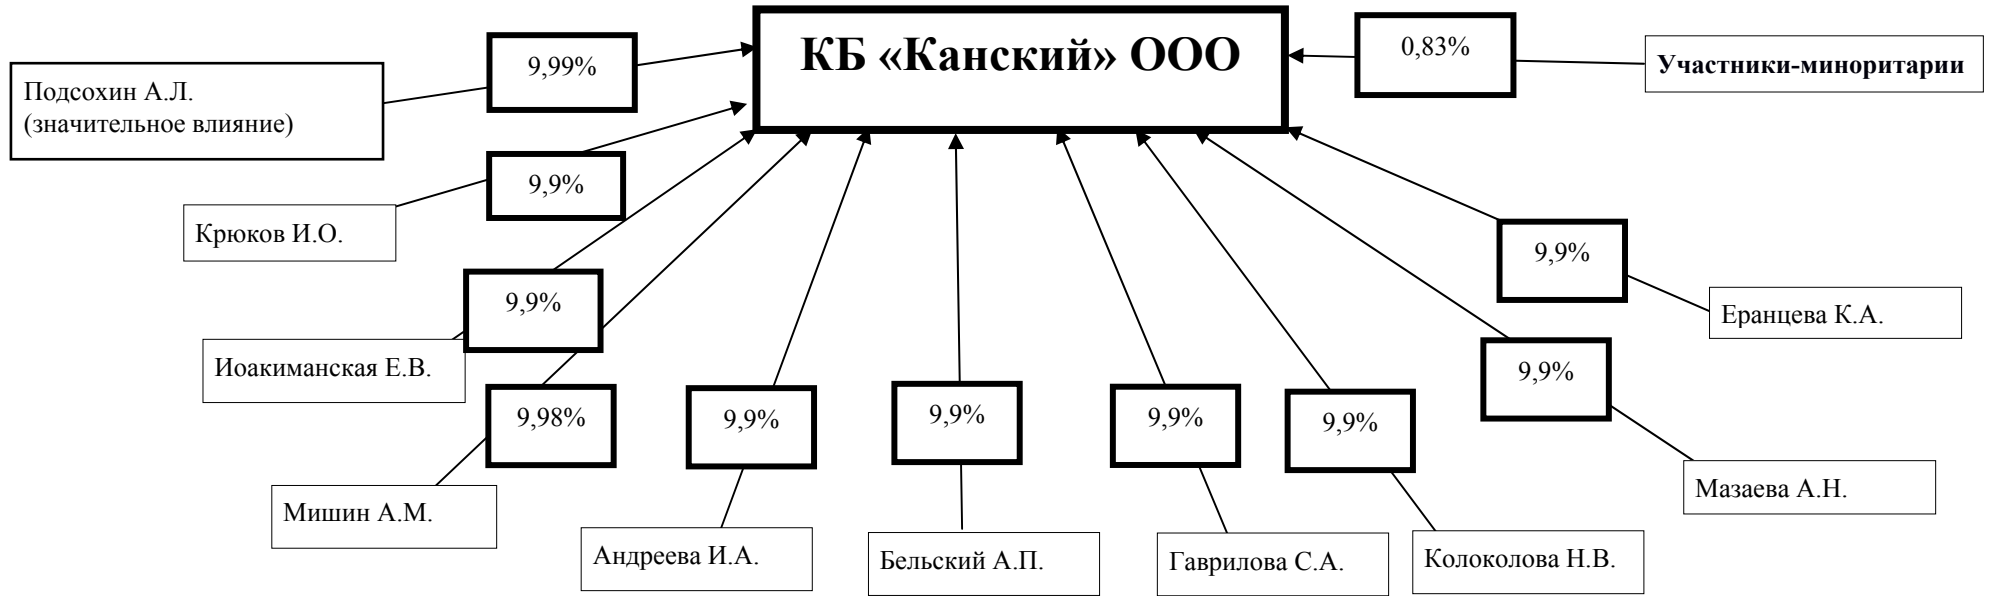 КБ «Канский» ООО
0,83%
Участники-миноритарии
9,99%
Подсохин А.Л.
(значительное влияние)
9,9%
Крюков И.О.
9,9%
Иоакиманская Е.В.
9,98%
Мишин А.М.
9,9%
Андреева И.А.
9,9%
Бельский А.П.
9,9%
Гаврилова С.А.
9,9%
Колоколова Н.В.
9,9%
Мазаева А.Н.
9,9%
Еранцева К.А.